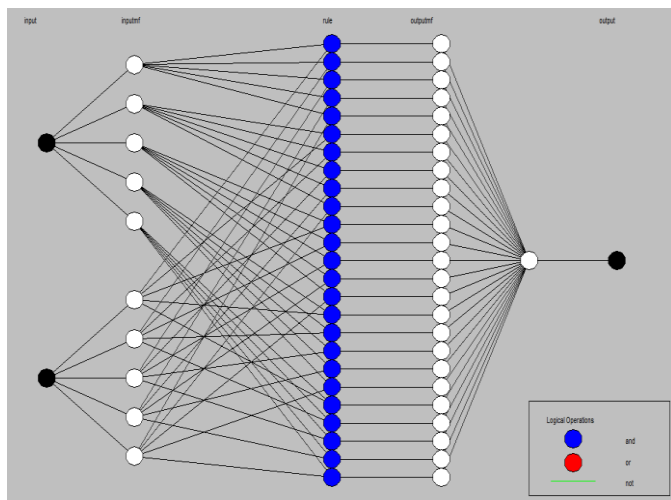 input inputmf rule outputmf output
Logical Operations
and
or
not